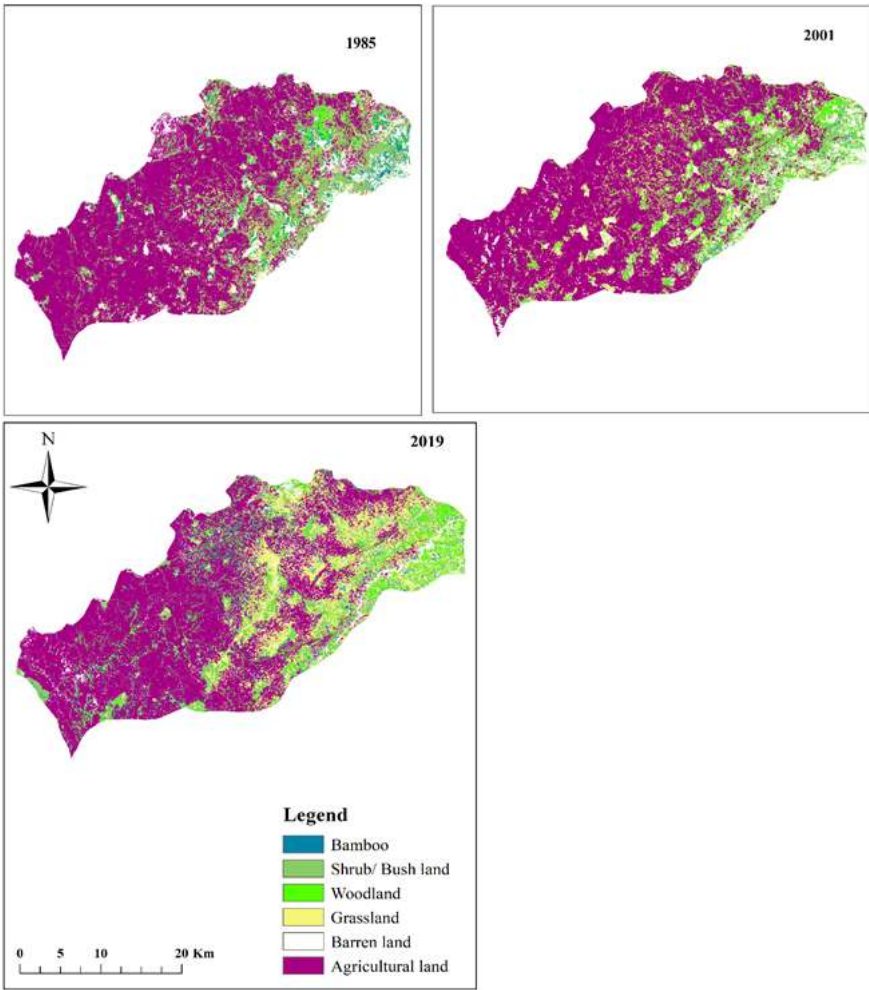 1985
2001
2019
N
Legend
Bamboo
Shrub/ Bush land
Woodland
Grassland
Barren land
Agricultural land
0 5 10 20 Km